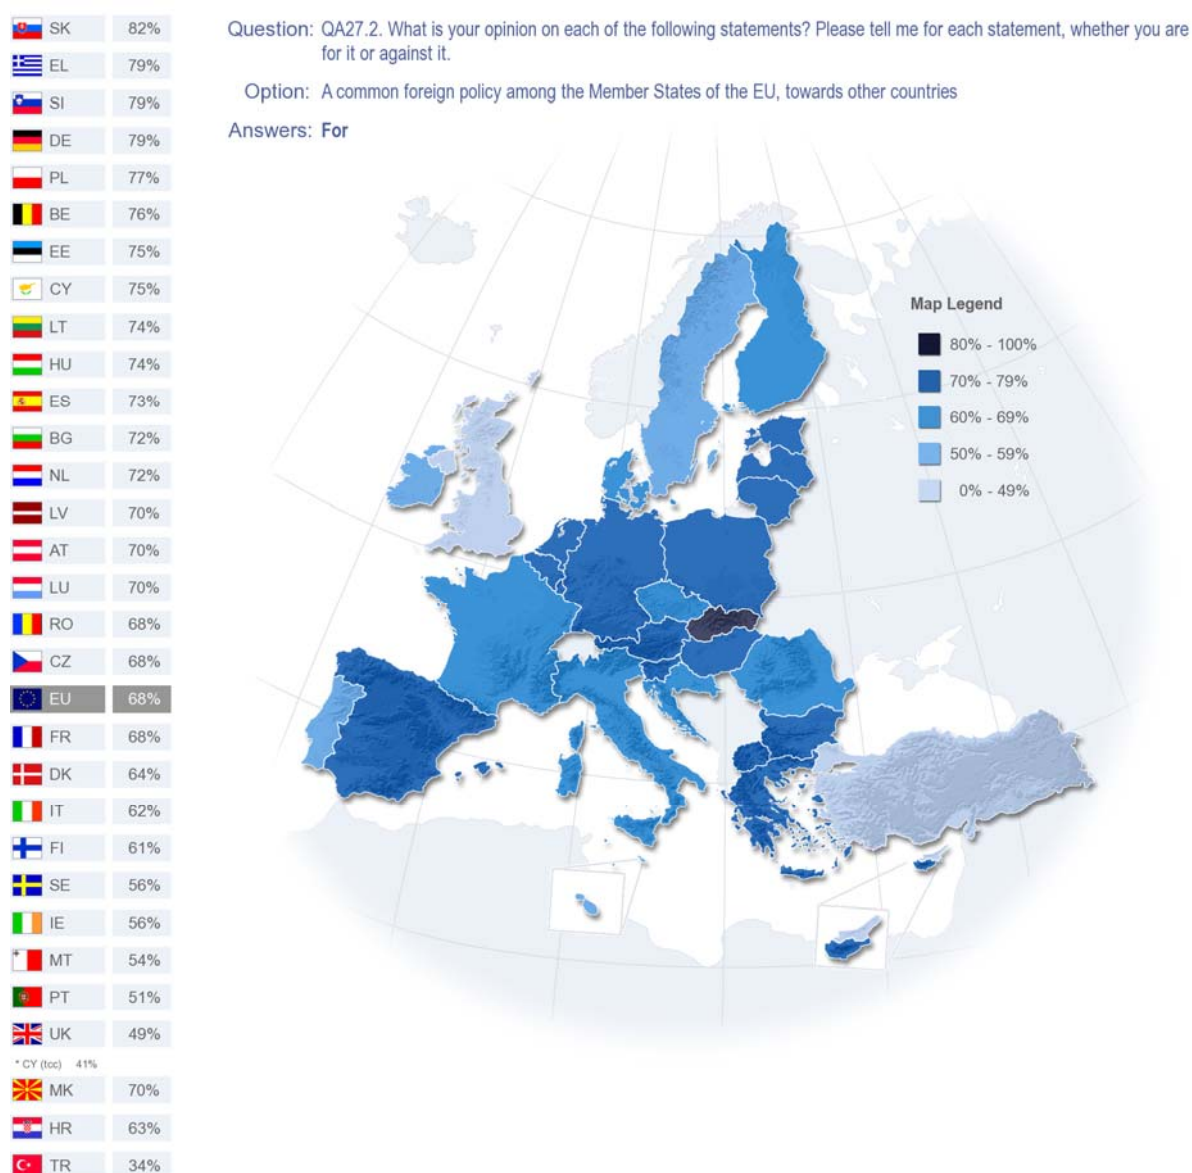 Question: QA27.2. What is your opinion on each of the following statements? Please tell me for each statement, whether you are
for it or against it.
Option: A common foreign policy among the Member States of the EU, towards other countries
Answers: For
SK 82%
EL 79%
SI 79%
DE 79%
PL 77%
BE 76%
EE 75%
CY 75%
LT 74%
HU 74%
ES 73%
BG 72%
NL 72%
LV 70%
AT 70%
LU 70%
RO 68%
CZ 68%
EU 68%
FR 68%
DK 64%
IT 62%
FI 61%
SE 56%
IE 56%
MT 54%
PT 51%
UK 49%
* CY (tcc) 41%
MK 70%
HR 63%
TR 34%
Map Legend
80% - 100%
70% - 79%
60% - 69%
50% - 59%
0% - 49%